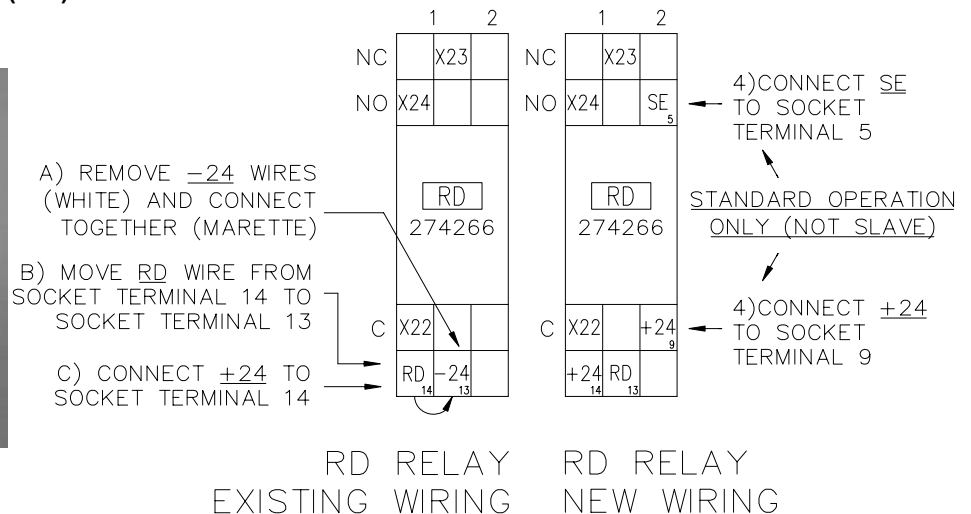 1 2
1 2
NC X23
NO X24
NC X23
NO X24 SE 5
4)CONNECT SE
TO SOCKET
TERMINAL 5
A) REMOVE -24 WIRES
(WHITE) AND CONNECT
TOGETHER (MARETTE)
RD
274266
RD
274266
STANDARD OPERATION
ONLY (NOT SLAVE)
B) MOVE RD WIRE FROM
SOCKET TERMINAL 14 TO
SOCKET TERMINAL 13
C X22
C X22 +24 9
4)CONNECT +24
TO SOCKET
TERMINAL 9
C) CONNECT +24 TO
SOCKET TERMINAL 14
RD 14 -24 13
+24 14 RD 13
RD RELAY
EXISTING WIRING
RD RELAY
NEW WIRING